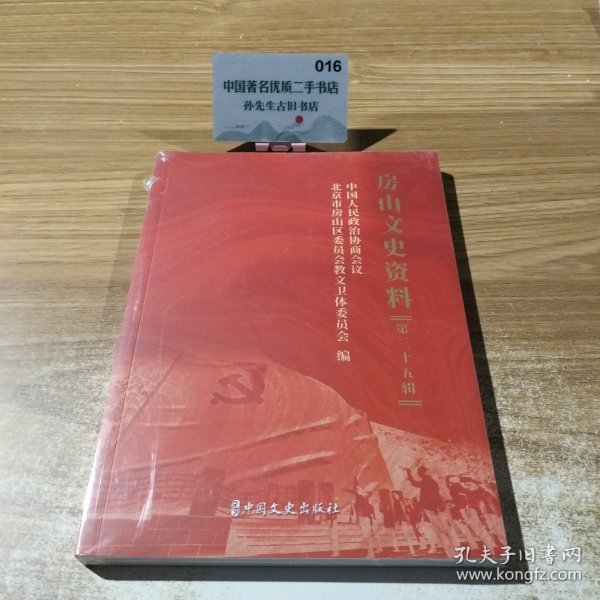 016
中国著名优质二手书店
孙先生古旧书店
房山文史资料
第三十五辑
中国人民政治协商会议
北京市房山区委员会教文卫体委员会 编
中国文史出版社
孔夫子旧书网
www.kongfz.com